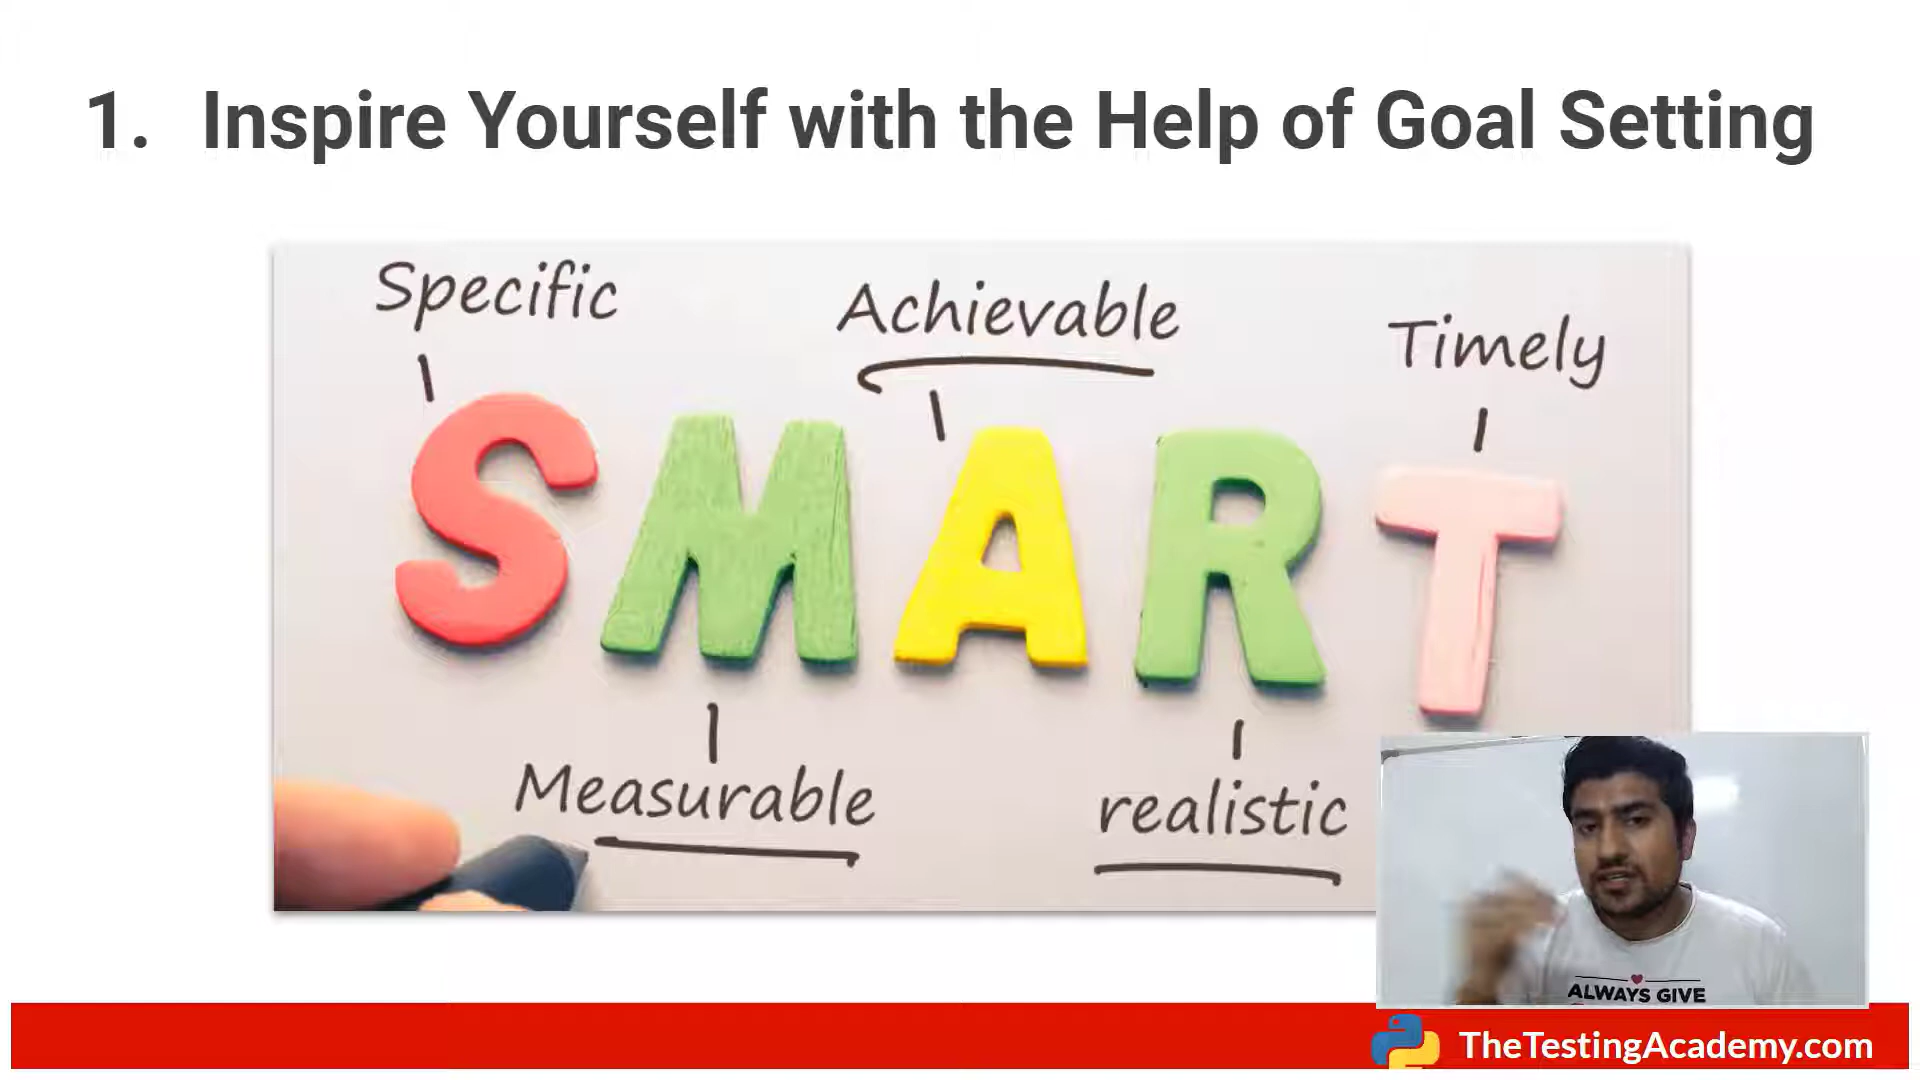 1. Inspire Yourself with the Help of Goal Setting
Specific
Achievable
Timely
SMART
Measurable
realistic
ALWAYS GIVE
TheTestingAcademy.com